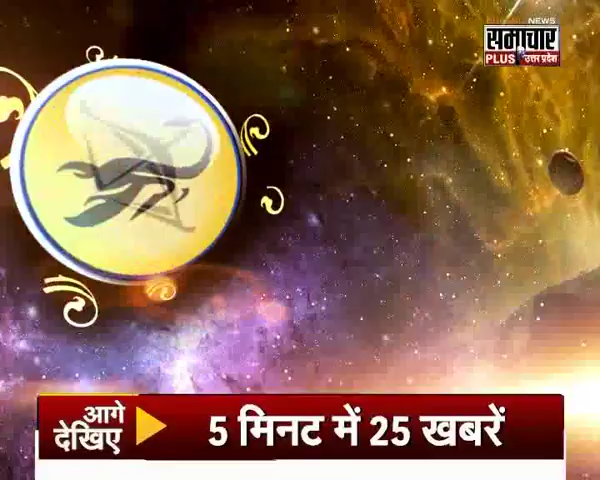 NEWS
समाचार
PLUS उत्तर प्रदेश
आगे देखिए
5 मिनट में 25 खबरें